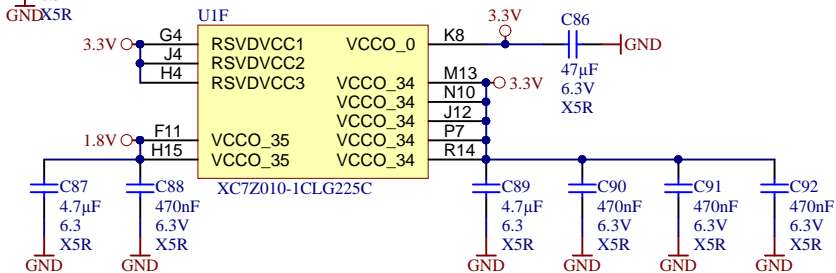 GND
X5R
U1F
3.3V
C86
G4
RSVDVCC1
VCCO_0
K8
3.3V
GND
J4
RSVDVCC2
H4
RSVDVCC3
47µF
6.3V
X5R
VCCO_34
M13
3.3V
VCCO_34
N10
VCCO_34
J12
1.8V
F11
VCCO_35
VCCO_34
P7
H15
VCCO_35
VCCO_34
R14
XC7Z010-1CLG225C
C87
4.7µF
6.3
X5R
GND
C88
470nF
6.3V
X5R
GND
C89
4.7µF
6.3
X5R
GND
C90
470nF
6.3V
X5R
GND
C91
470nF
6.3V
X5R
GND
C92
470nF
6.3V
X5R
GND